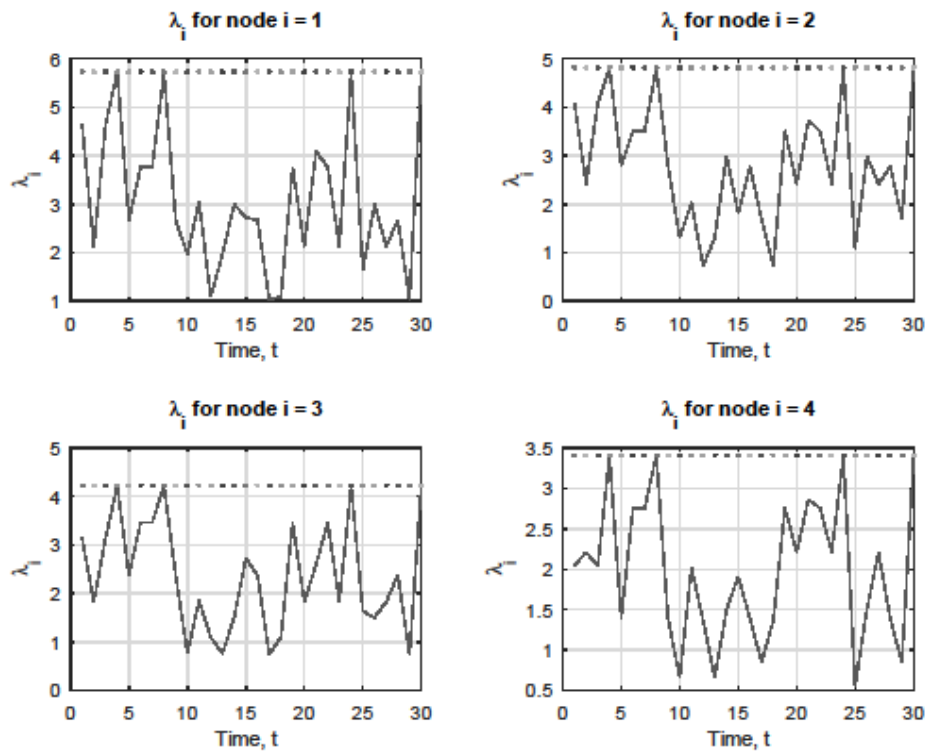 λi for node i = 1
6
5
4
3
2
1
λi
0 5 10 15 20 25 30
Time, t
λi for node i = 2
5
4
3
2
1
0
λi
0 5 10 15 20 25 30
Time, t
λi for node i = 3
5
4
3
2
1
0
λi
0 5 10 15 20 25 30
Time, t
λi for node i = 4
3.5
3
2.5
2
1.5
1
0.5
λi
0 5 10 15 20 25 30
Time, t